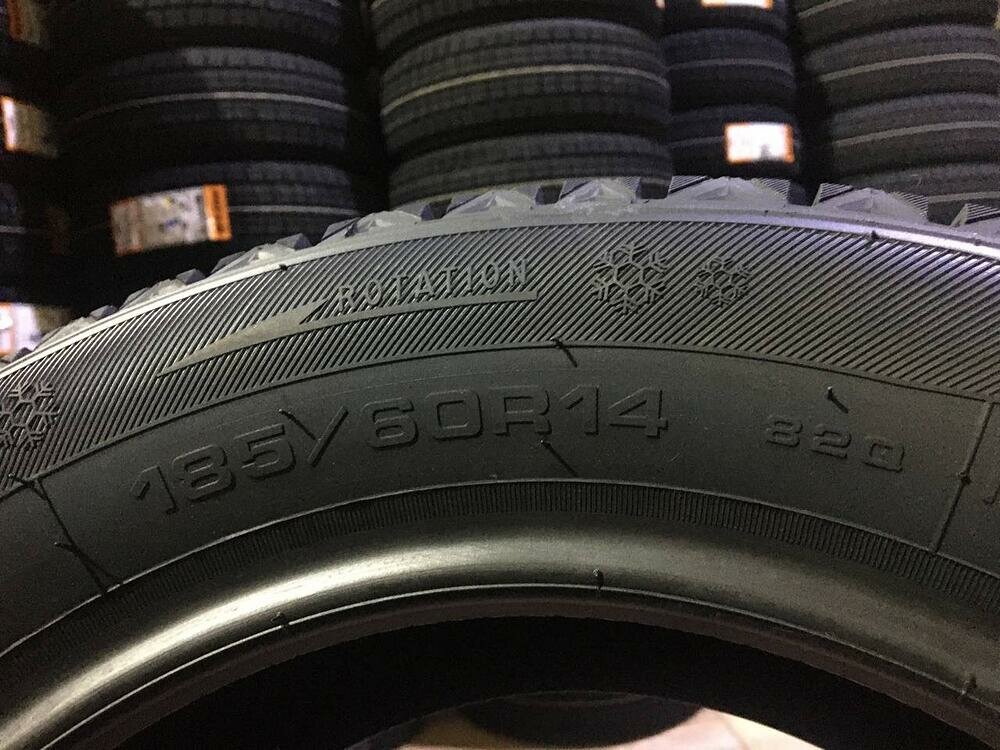 ROTATION
185/60R14 82Q